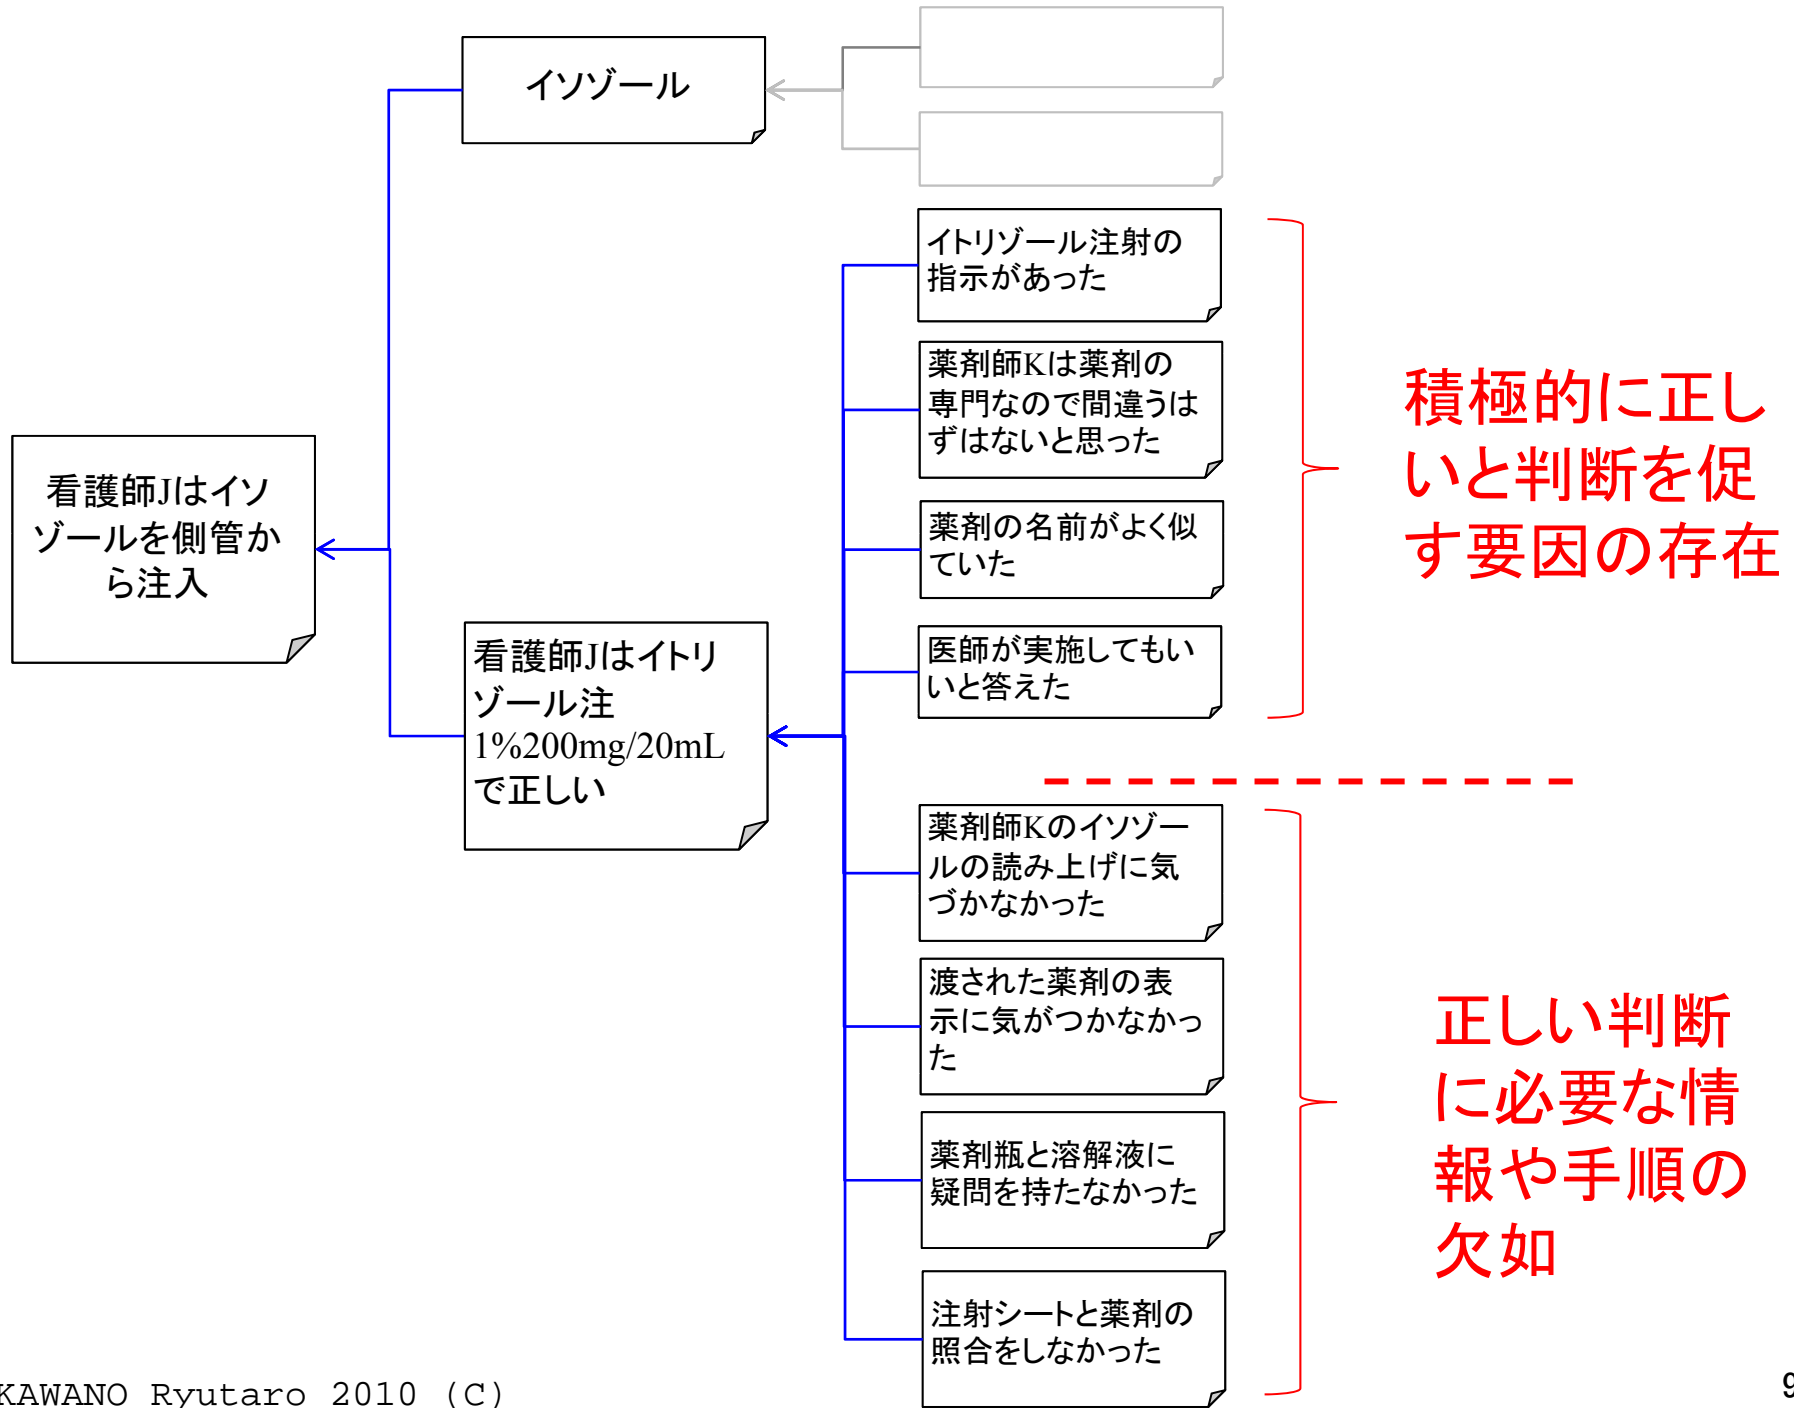 イソゾール
イトリゾール注射の
指示があった
薬剤師Kは薬剤の
専門なので間違うは
ずはないと思った
薬剤の名前がよく似
ていた
医師が実施してもい
いと答えた
積極的に正し
いと判断を促
す要因の存在
看護師Jはイソ
ゾールを側管か
ら注入
看護師Jはイトリ
ゾール注
1%200mg/20mL
で正しい
薬剤師Kのイソゾー
ルの読み上げに気
づかなかった
渡された薬剤の表
示に気がつかなかっ
た
薬剤瓶と溶解液に
疑問を持たなかった
注射シートと薬剤の
照合をしなかった
正しい判断
に必要な情
報や手順の
欠如
KAWANO Ryutaro 2010 (C)
9